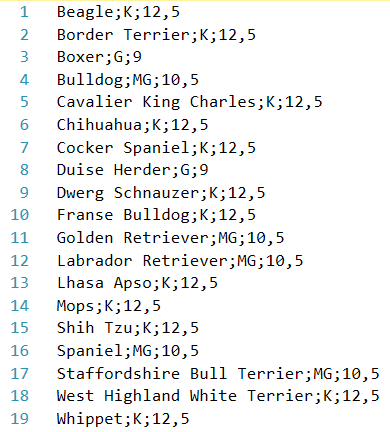 1 Beagle;K;12,5
2 Border Terrier;K;12,5
3 Boxer;G;9
4 Bulldog;MG;10,5
5 Cavalier King Charles;K;12,5
6 Chihuahua;K;12,5
7 Cocker Spaniel;K;12,5
8 Duise Herder;G;9
9 Dwerg Schnauzer;K;12,5
10 Franse Bulldog;K;12,5
11 Golden Retriever;MG;10,5
12 Labrador Retriever;MG;10,5
13 Lhasa Apso;K;12,5
14 Mops;K;12,5
15 Shih Tzu;K;12,5
16 Spaniel;MG;10,5
17 Staffordshire Bull Terrier;MG;10,5
18 West Highland White Terrier;K;12,5
19 Whippet;K;12,5